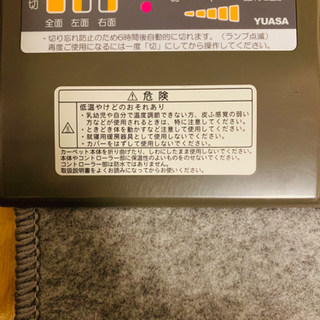 切
全面 左面 右面
YUASA
・切り忘れ防止のため6時間後自動的に切れます。（ランプ点滅）
再度ご使用になるには一度「切」にしてから操作してください。
⚠危険
低温やけどのおそれあり
・乳幼児や自分で温度調節できない方、皮ふ感覚の弱い
方などが使用されるときは、特に注意してください。
・ときどき体を動かして使用してください。
・就寝用暖房器具として使用しないでください。
・カバーをはずして使用しないでください。
カーペット本体を折り曲げたり、しわにしたまま使用しないでください。
本体やコントローラー部に保温性のよいものをのせないでください。
コントローラー部は防水ではありません。
取扱説明書をよくお読みになってからお使いください。